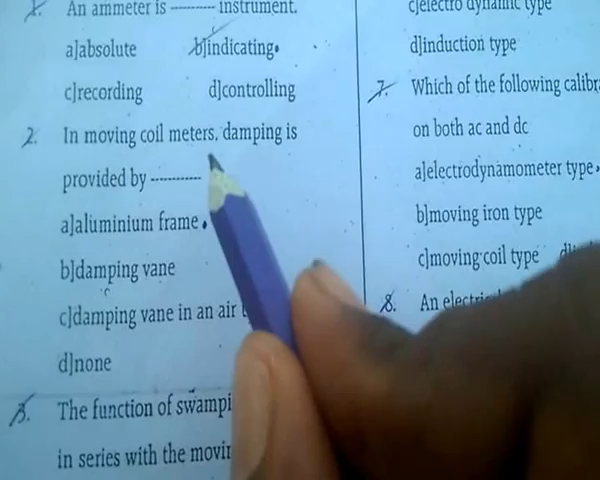 1. An ammeter is ---------- instrument.
a]absolute b]indicating
c]recording d]controlling
2. In moving coil meters, damping is
provided by -----------
a]aluminium frame
b]damping vane
c]damping vane in an air
d]none
3. The function of swampi
in series with the movin
c]electro dynamic type
d]induction type
7. Which of the following calibra
on both ac and dc
a]electrodynamometer type
b]moving iron type
c]moving coil type
8. An electric